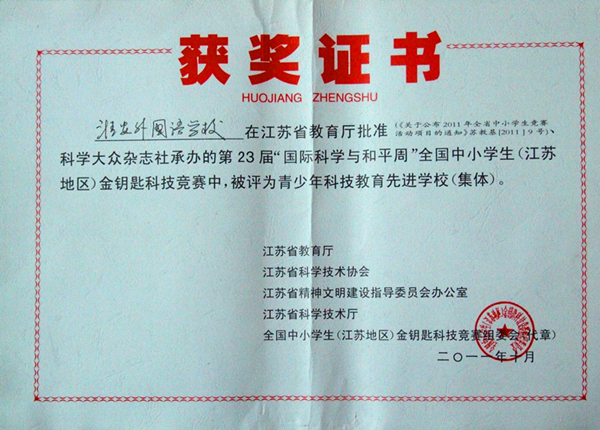 获奖证书
HUOJIANG ZHENGSHU
淮安外国语学校 在江苏省教育厅批准(《关于公布2011年全省中小学生竞赛活动项目的通知》苏教基[2011]9号)、
科学大众杂志社承办的第23届“国际科学与和平周”全国中小学生(江苏
地区)金钥匙科技竞赛中,被评为青少年科技教育先进学校(集体)。
江苏省教育厅
江苏省科学技术协会
江苏省精神文明建设指导委员会办公室
江苏省科学技术厅
全国中小学生(江苏地区)金钥匙科技竞赛组委会(代章)
二〇一一年十月